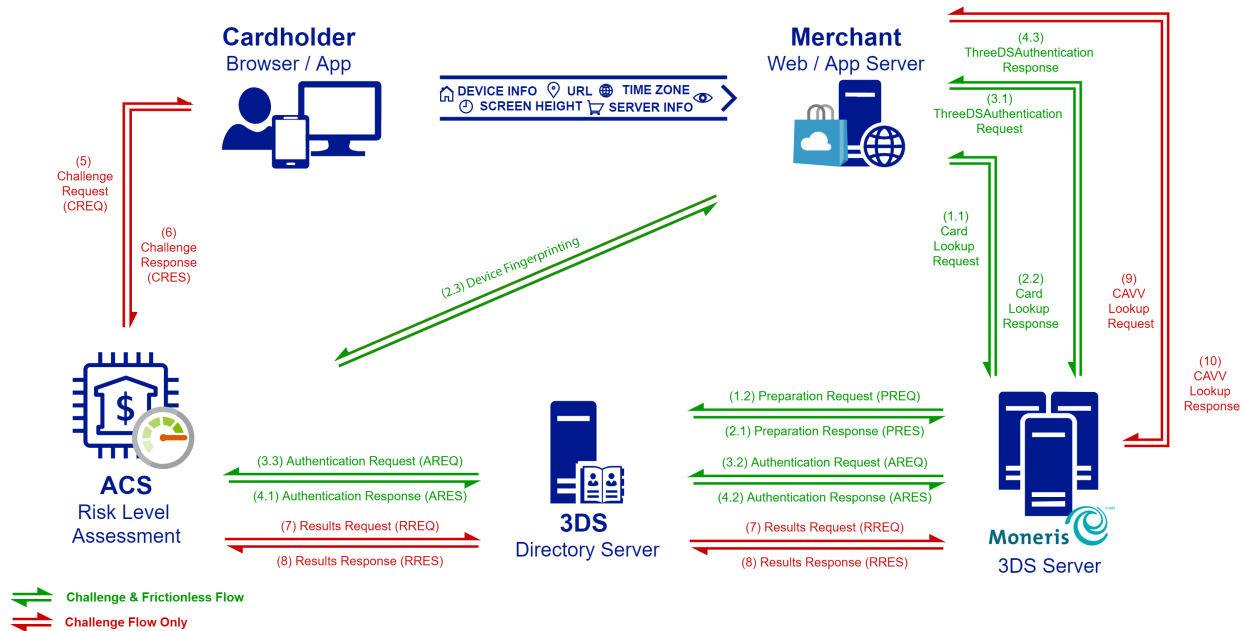 Cardholder
Browser / App
DEVICE INFO URL TIME ZONE
SCREEN HEIGHT SERVER INFO
Merchant
Web / App Server
(4.3)
ThreeDSAuthentication
Response
(3.1)
ThreeDSAuthentication
Request
(5)
Challenge
Request
(CREQ)
(6)
Challenge
Response
(CRES)
(2.3) Device Fingerprinting
(1.1)
Card
Lookup
Request
(2.2)
Card
Lookup
Response
(9)
CAVV
Lookup
Request
(10)
CAVV
Lookup
Response
$
ACS
Risk Level
Assessment
(3.3) Authentication Request (AREQ)
(4.1) Authentication Response (ARES)
(7) Results Request (RREQ)
(8) Results Response (RRES)
3DS
Directory Server
(1.2) Preparation Request (PREQ)
(2.1) Preparation Response (PRES)
(3.2) Authentication Request (AREQ)
(4.2) Authentication Response (ARES)
(7) Results Request (RREQ)
(8) Results Response (RRES)
Moneris
3DS Server
Challenge & Frictionless Flow
Challenge Flow Only